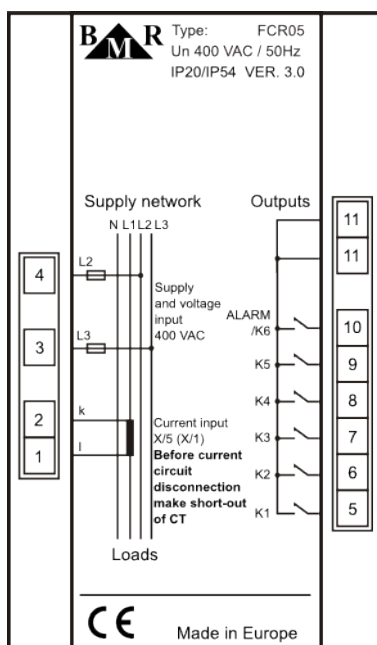 BMR
Type: FCR05
Un 400 VAC / 50Hz
IP20/IP54 VER. 3.0
Supply network
Outputs
N L1 L2 L3
11
11
4
L2
Supply
and voltage
input
400 VAC
3
L3
ALARM
/K6
10
K5
9
K4
8
2
k
Current input
X/5 (X/1)
Before current
circuit
disconnection
make short-out
of CT
K3
7
1
l
K2
6
K1
5
Loads
CE
Made in Europe